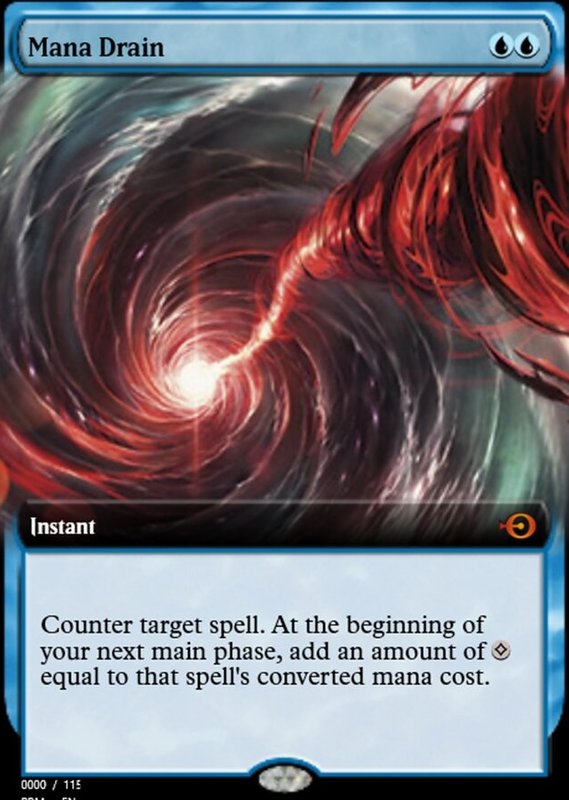 Mana Drain
Instant
Counter target spell. At the beginning of
your next main phase, add an amount of
equal to that spell's converted mana cost.
0000 / 115